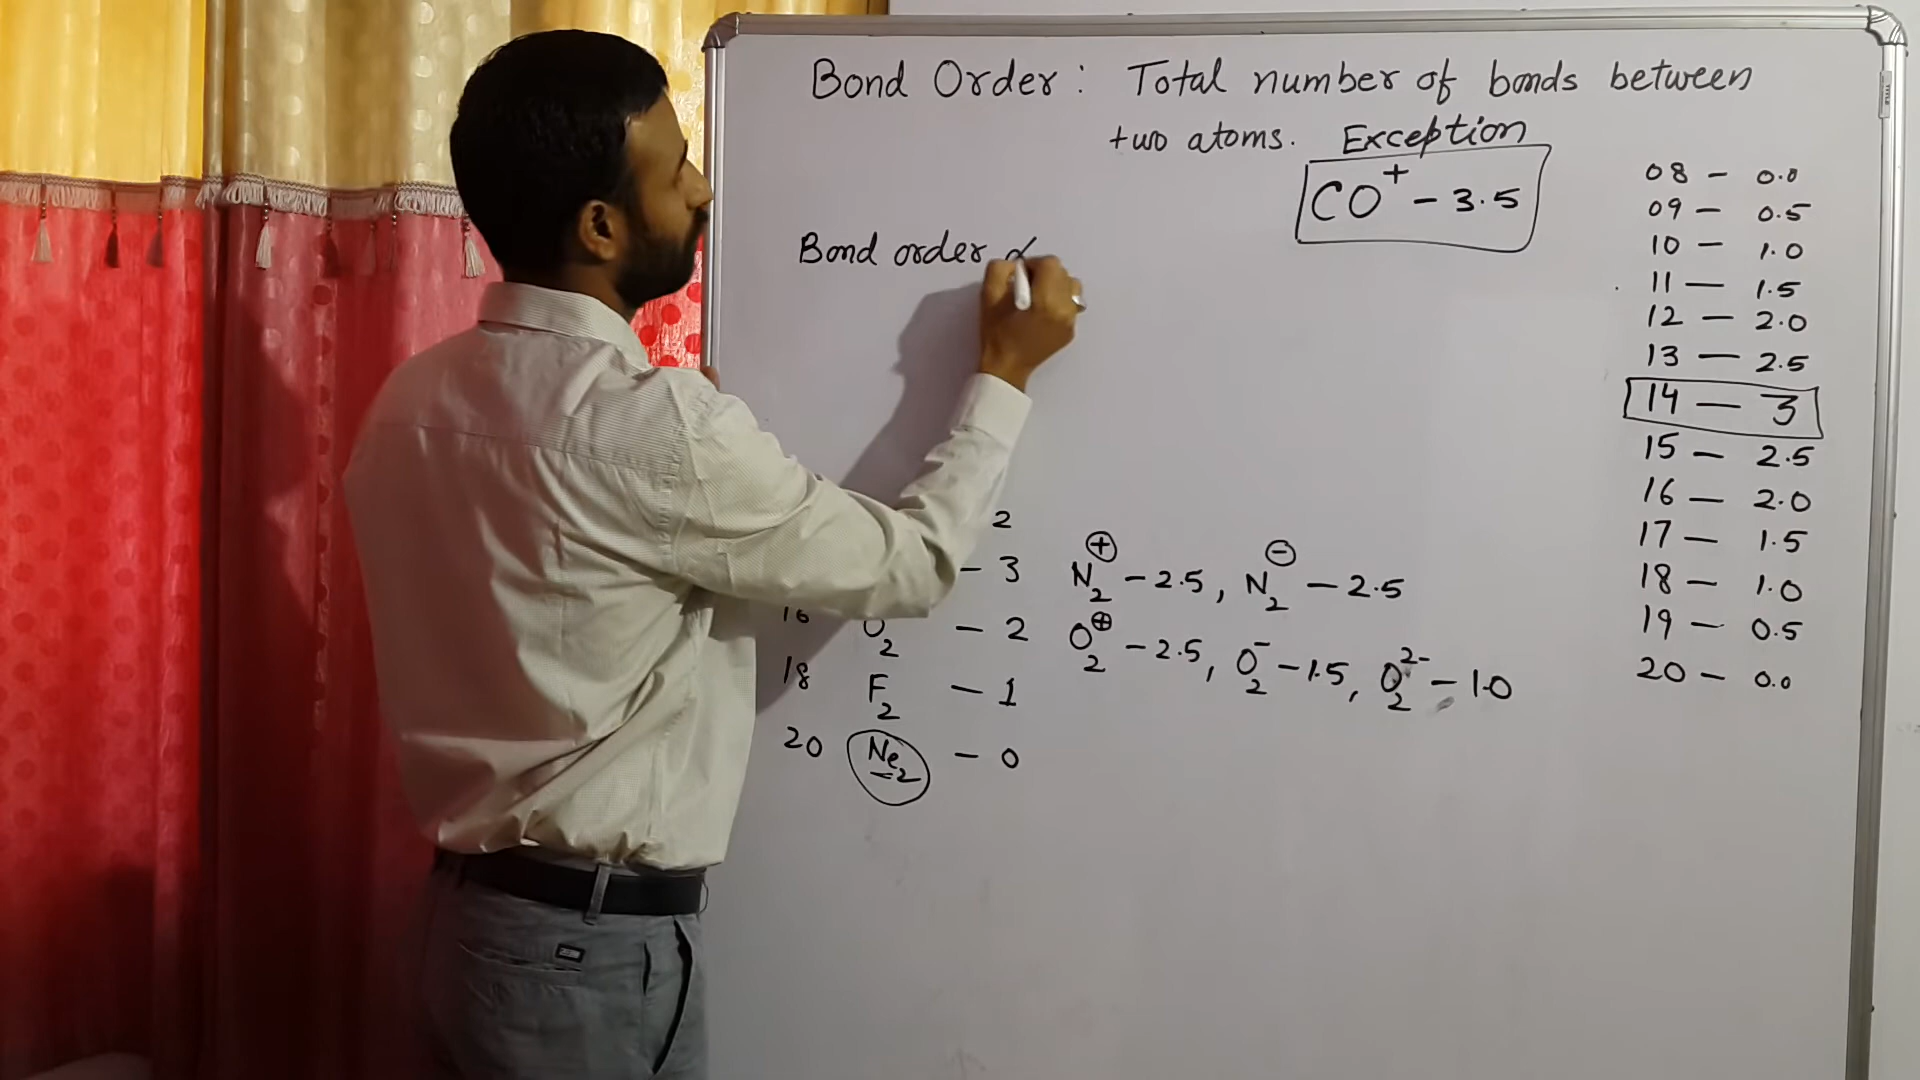 Bond Order : Total number of bonds between
two atoms. Exception
CO⁺ - 3.5
Bond order ∝
2
- 3 N₂⊕ - 2.5, N₂⊖ - 2.5
16 O₂ - 2 O₂⊕ - 2.5, O₂⁻ - 1.5, O₂²⁻ - 1.0
18 F₂ - 1
20 Ne₂ - 0
08 - 0.0
09 - 0.5
10 - 1.0
11 - 1.5
12 - 2.0
13 - 2.5
14 - 3
15 - 2.5
16 - 2.0
17 - 1.5
18 - 1.0
19 - 0.5
20 - 0.0